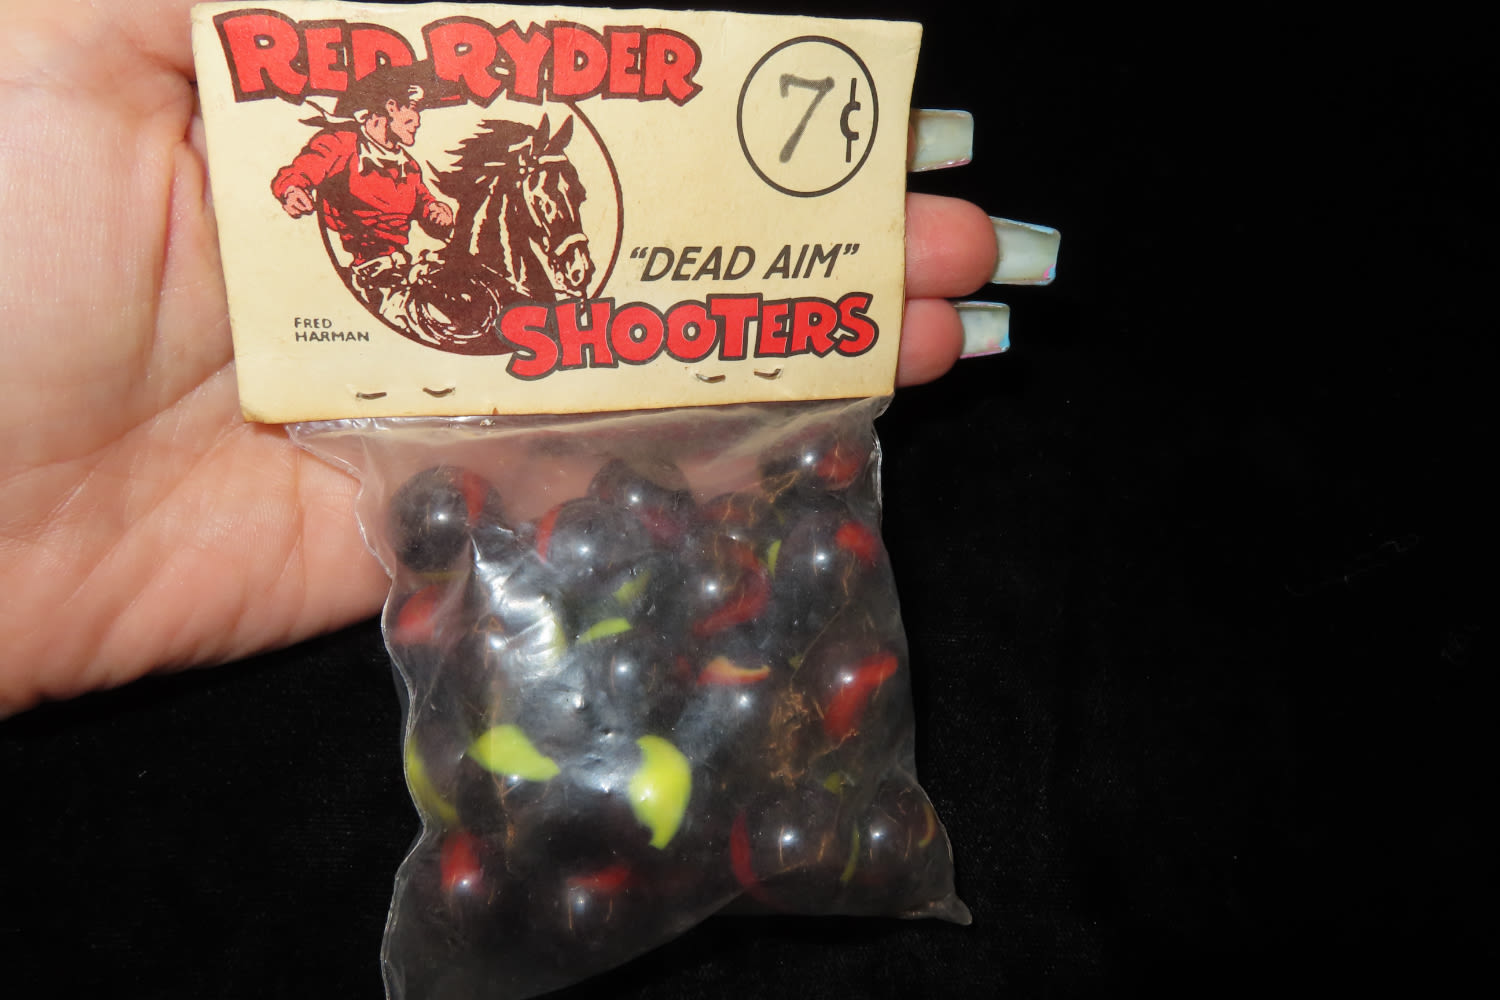 RED RYDER
7¢
"DEAD AIM"
SHOOTERS
FRED
HARMAN